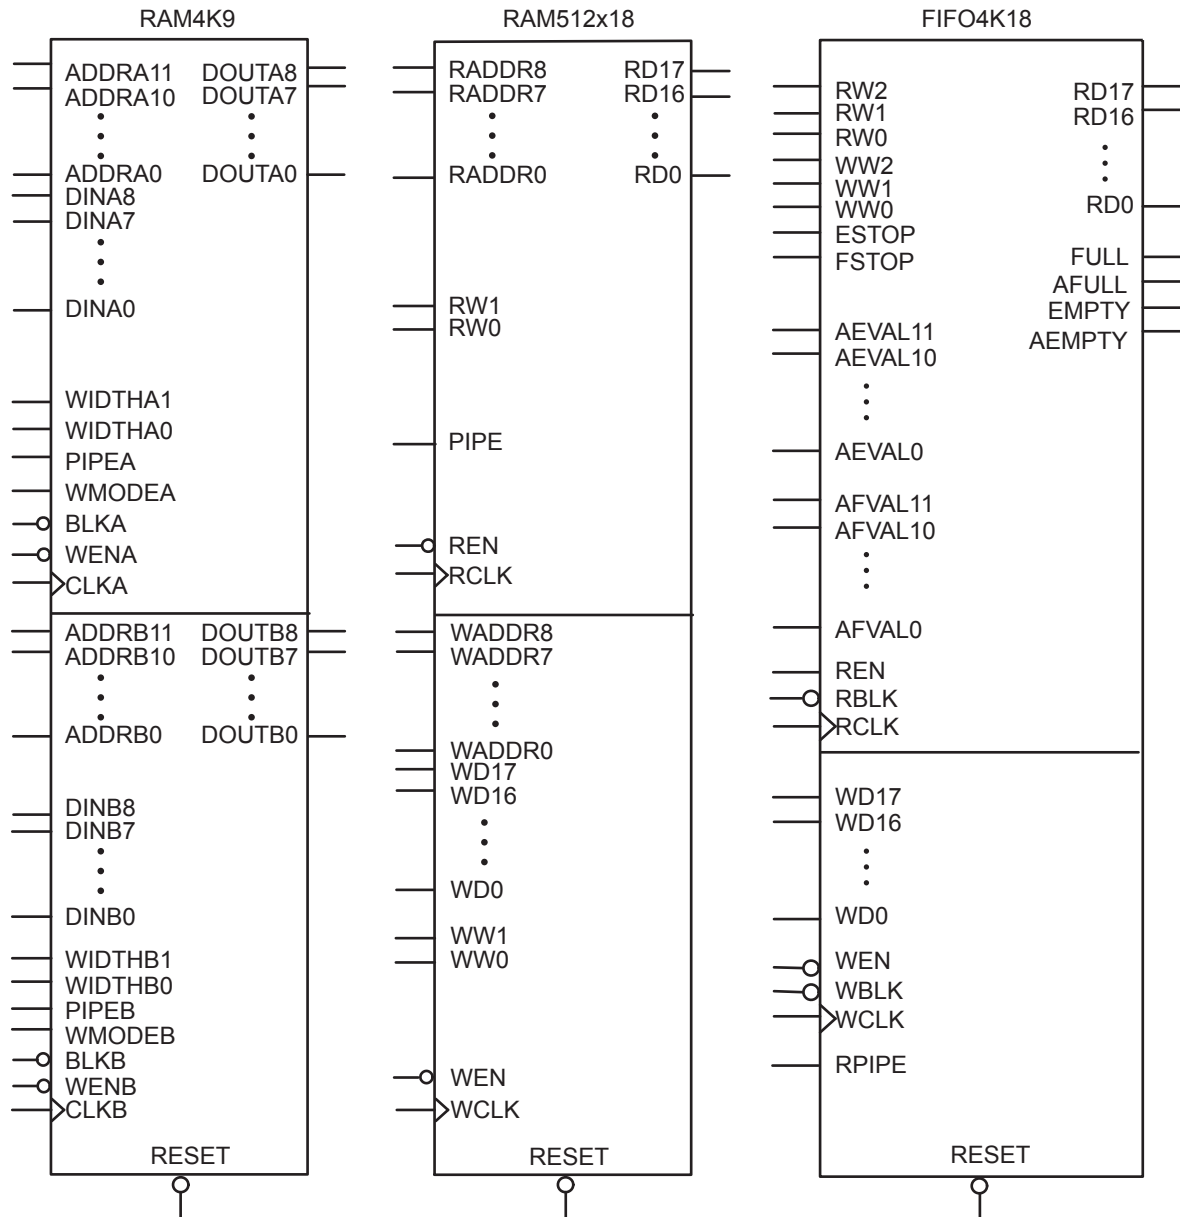 RAM4K9
ADDRA11 DOUTA8
ADDRA10 DOUTA7
ADDRA0 DOUTA0
DINA8
DINA7
DINA0
WIDTHA1
WIDTHA0
PIPEA
WMODEA
BLKA
WENA
CLKA
ADDRB11 DOUTB8
ADDRB10 DOUTB7
ADDRB0 DOUTB0
DINB8
DINB7
DINB0
WIDTHB1
WIDTHB0
PIPEB
WMODEB
BLKB
WENB
CLKB
RESET
RAM512x18
RADDR8 RD17
RADDR7 RD16
RADDR0 RD0
RW1
RW0
PIPE
REN
RCLK
WADDR8
WADDR7
WADDR0
WD17
WD16
WD0
WW1
WW0
WEN
WCLK
RESET
FIFO4K18
RW2 RD17
RW1 RD16
RW0
WW2
WW1
WW0 RD0
ESTOP
FSTOP FULL
AFULL
EMPTY
AEVAL11 AEMPTY
AEVAL10
AEVAL0
AFVAL11
AFVAL10
AFVAL0
REN
RBLK
RCLK
WD17
WD16
WD0
WEN
WBLK
WCLK
RPIPE
RESET